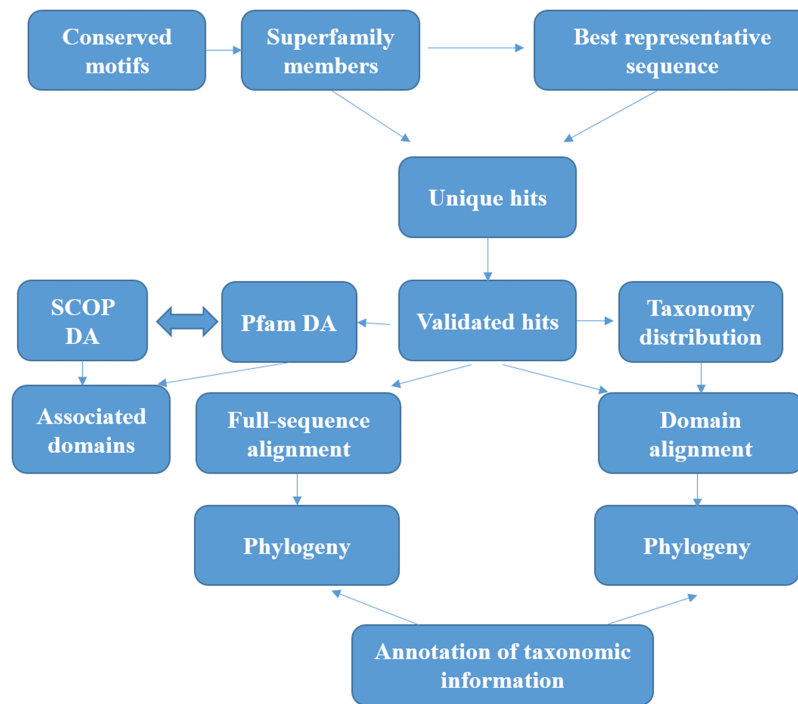 Conserved
motifs
Superfamily
members
Best representative
sequence
Unique hits
SCOP
DA
Pfam DA
Validated hits
Taxonomy
distribution
Associated
domains
Full-sequence
alignment
Domain
alignment
Phylogeny
Phylogeny
Annotation of taxonomic
information